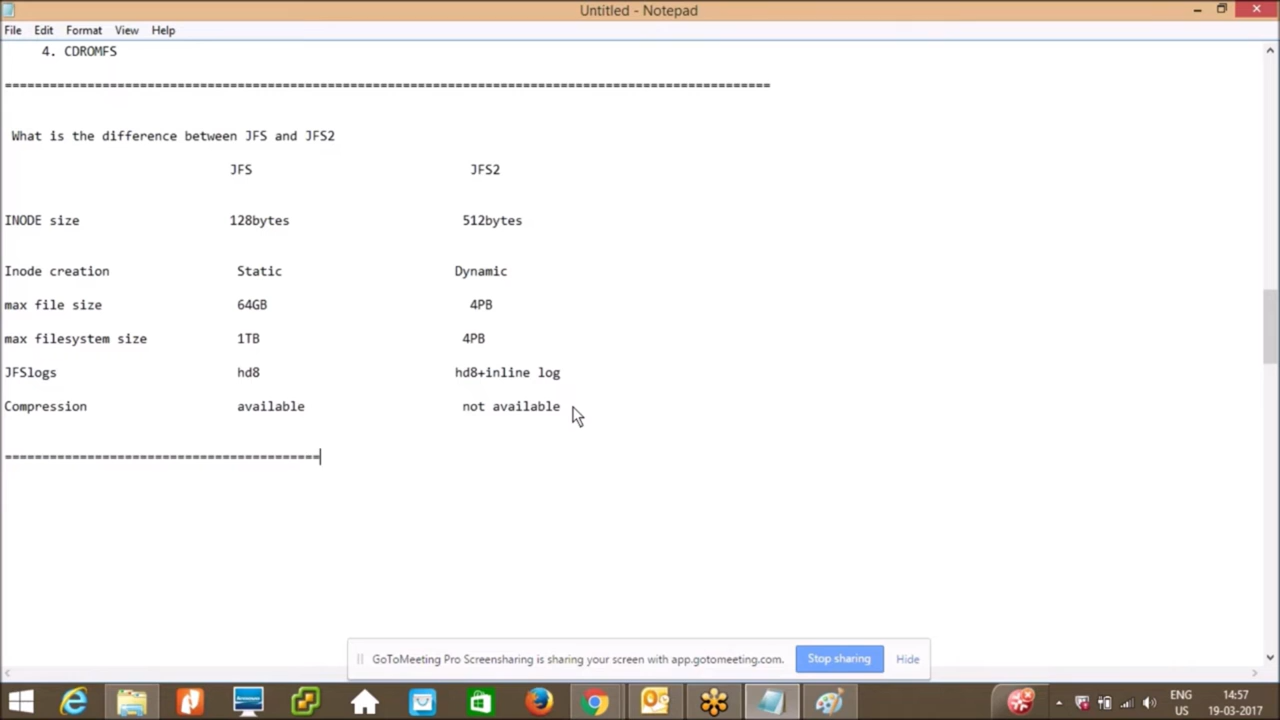 Untitled - Notepad
File Edit Format View Help
4. CDROMFS
======================================================================================================
What is the difference between JFS and JFS2
JFS JFS2
INODE size 128bytes 512bytes
Inode creation Static Dynamic
max file size 64GB 4PB
max filesystem size 1TB 4PB
JFSlogs hd8 hd8+inline log
Compression available not available
==========================================
GoToMeeting Pro Screensharing is sharing your screen with app.gotomeeting.com. Stop sharing Hide
ENG 14:57
US 19-03-2017